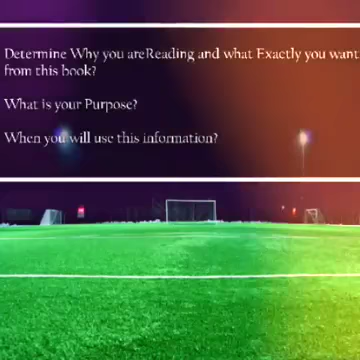 Determine Why you areReading and what Exactly you want
from this book?
What is your Purpose?
When you will use this information?